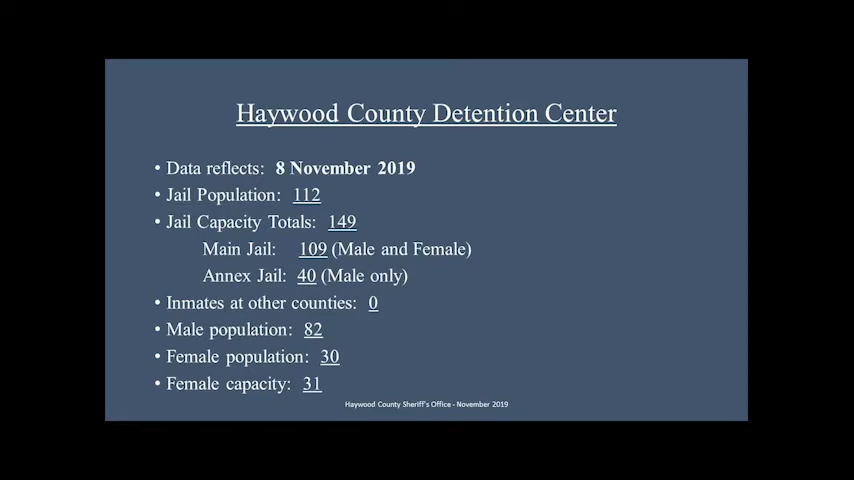 Haywood County Detention Center
• Data reflects: 8 November 2019
• Jail Population: 112
• Jail Capacity Totals: 149
Main Jail: 109 (Male and Female)
Annex Jail: 40 (Male only)
• Inmates at other counties: 0
• Male population: 82
• Female population: 30
• Female capacity: 31
Haywood County Sheriff's Office - November 2019